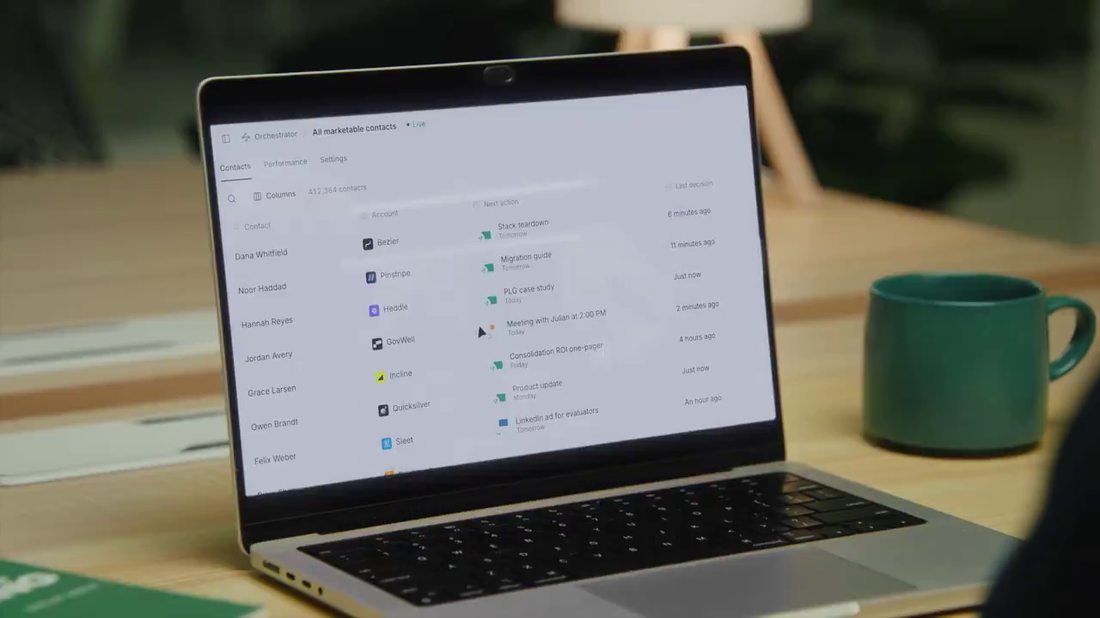 Orchestrator / All marketable contacts • Live
Contacts Performance Settings
Columns 412,364 contacts
Contact Account Next action Last decision
Dana Whitfield Bezier Stack teardown 6 minutes ago
Tomorrow
Noor Haddad Pinstripe Migration guide 11 minutes ago
Tomorrow
Hannah Reyes Heddle PLG case study Just now
Today
Jordan Avery GovWell Meeting with Julian at 2:00 PM 2 minutes ago
Today
Grace Larsen Incline Consolidation ROI one-pager 4 hours ago
Today
Owen Brandt Quicksilver Product update Just now
Monday
Felix Weber Sleet LinkedIn ad for evaluators An hour ago
Tomorrow